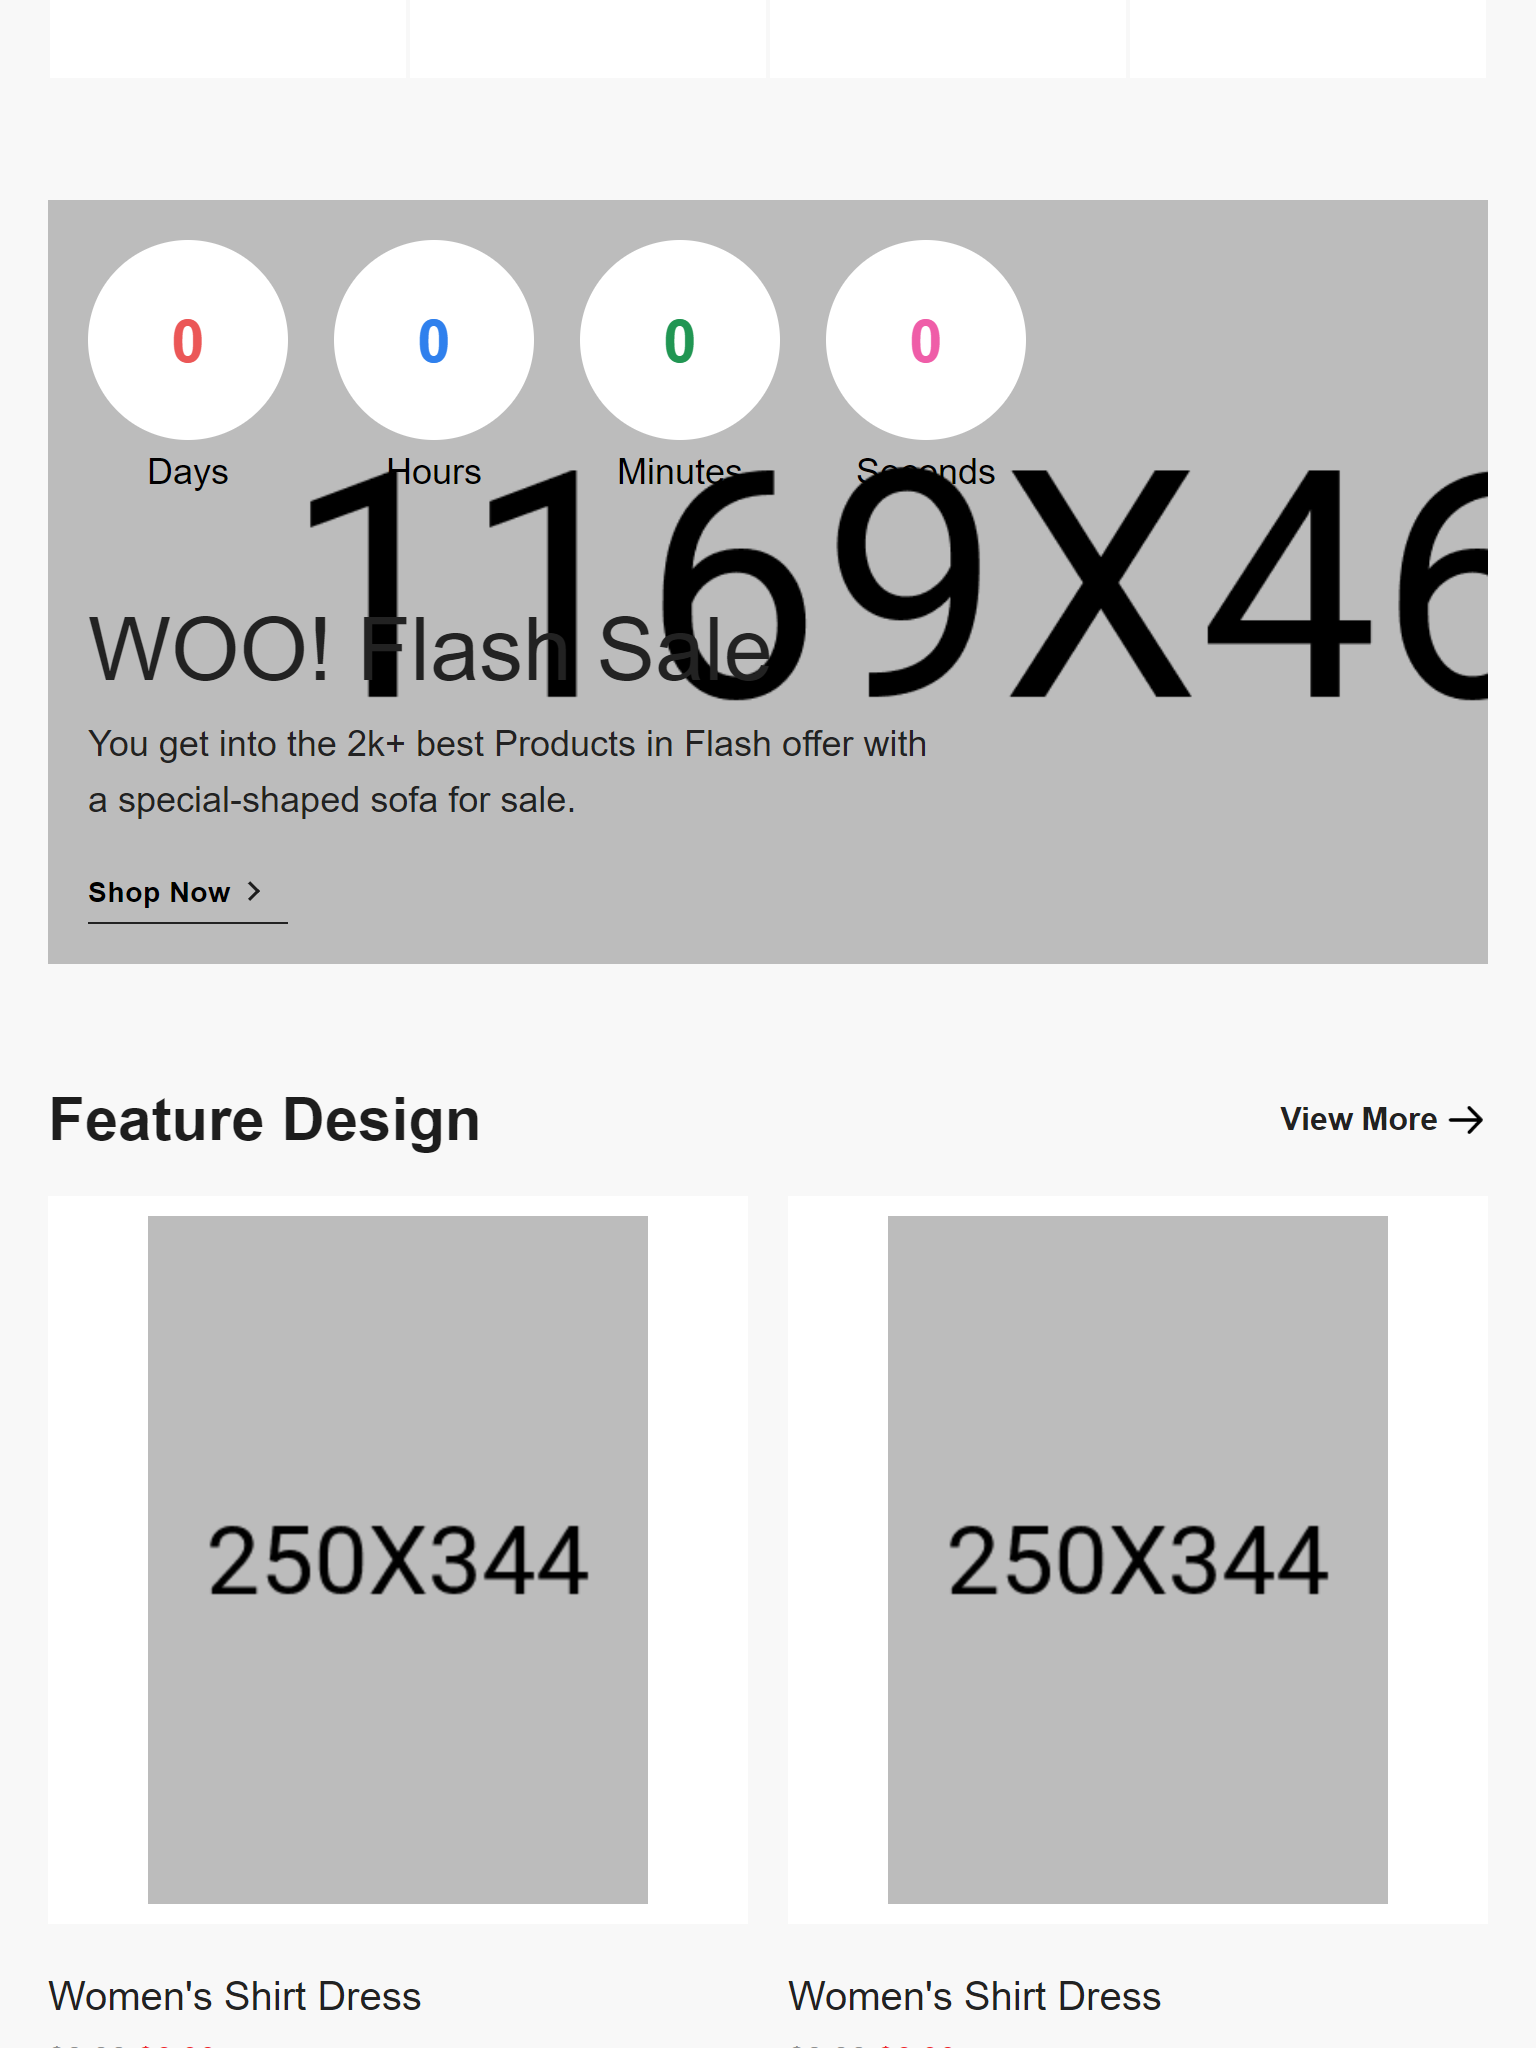 0 0 0 0
Days Hours Minutes Seconds
1169X46
WOO! Flash Sale
You get into the 2k+ best Products in Flash offer with
a special-shaped sofa for sale.
Shop Now
Feature Design
View More
250X344 250X344
Women's Shirt Dress Women's Shirt Dress